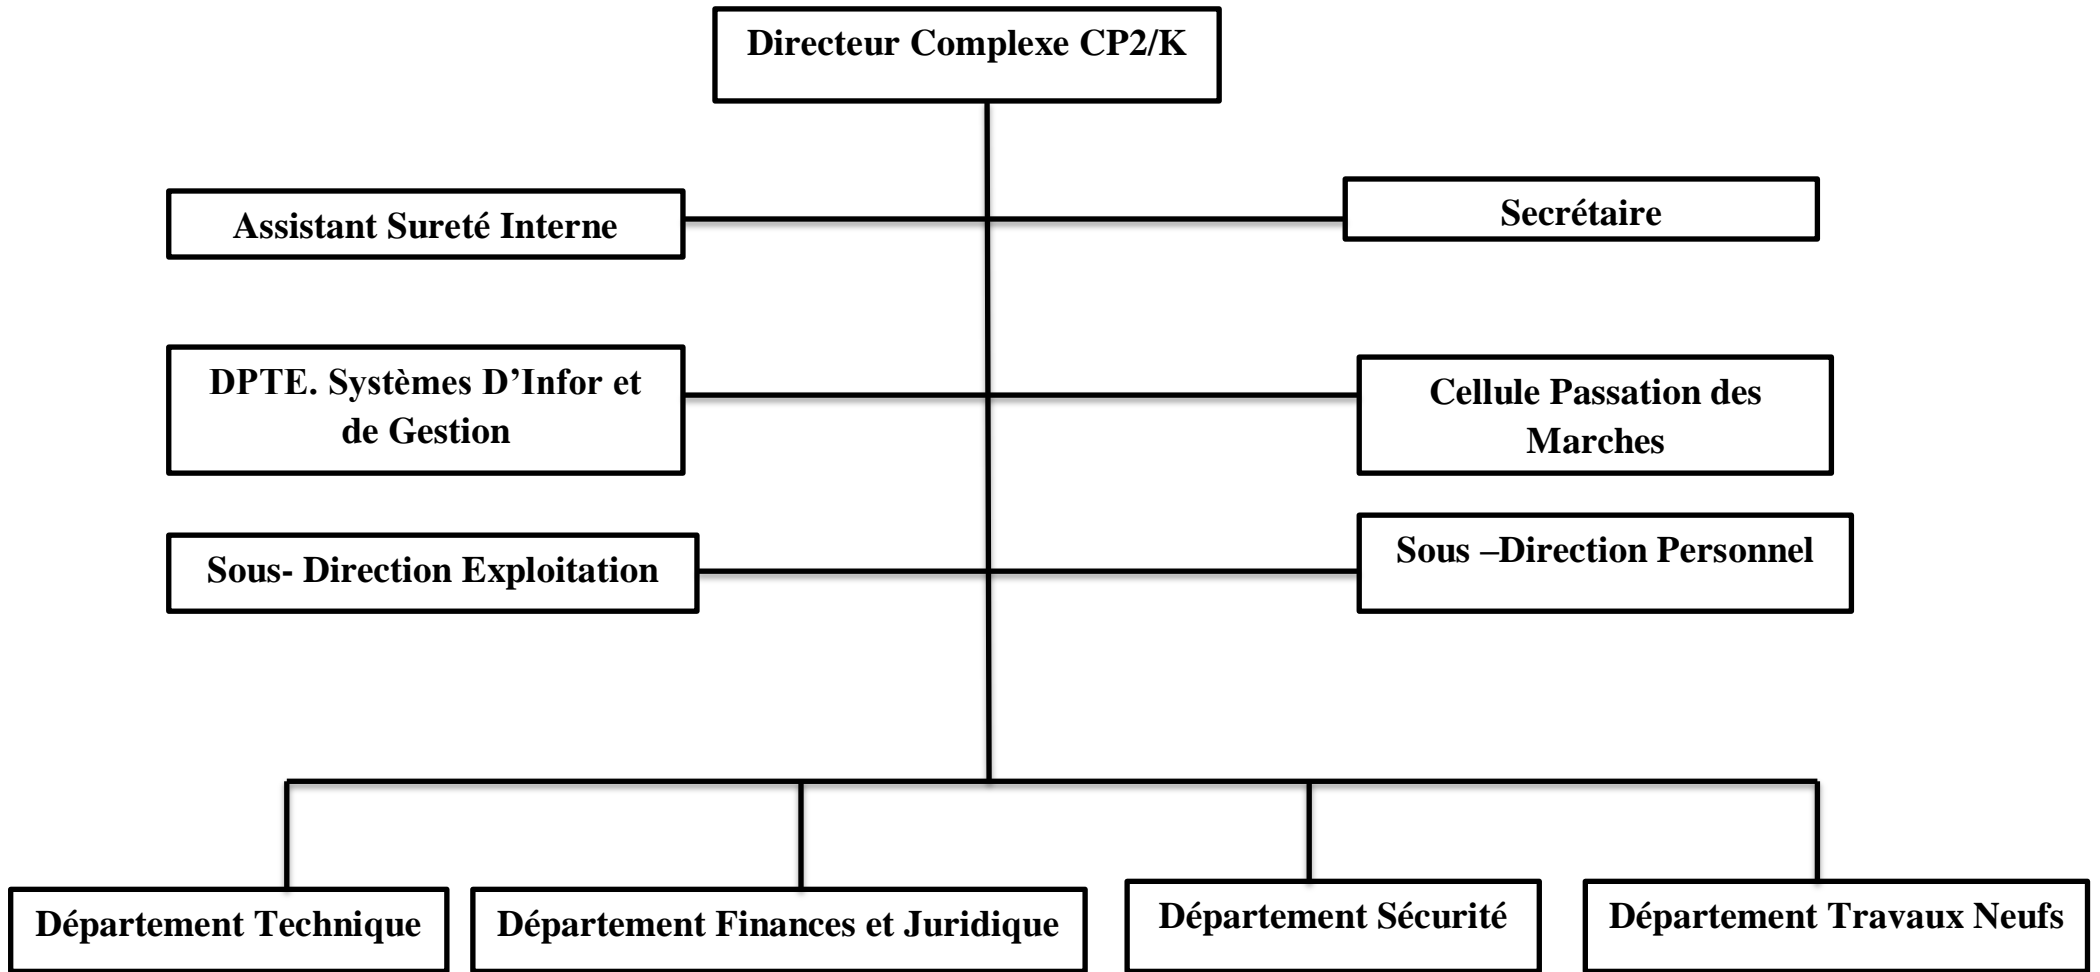 Directeur Complexe CP2/K
Assistant Sureté Interne
Secrétaire
DPTE. Systèmes D’Infor et
de Gestion
Cellule Passation des
Marches
Sous- Direction Exploitation
Sous –Direction Personnel
Département Technique
Département Finances et Juridique
Département Sécurité
Département Travaux Neufs